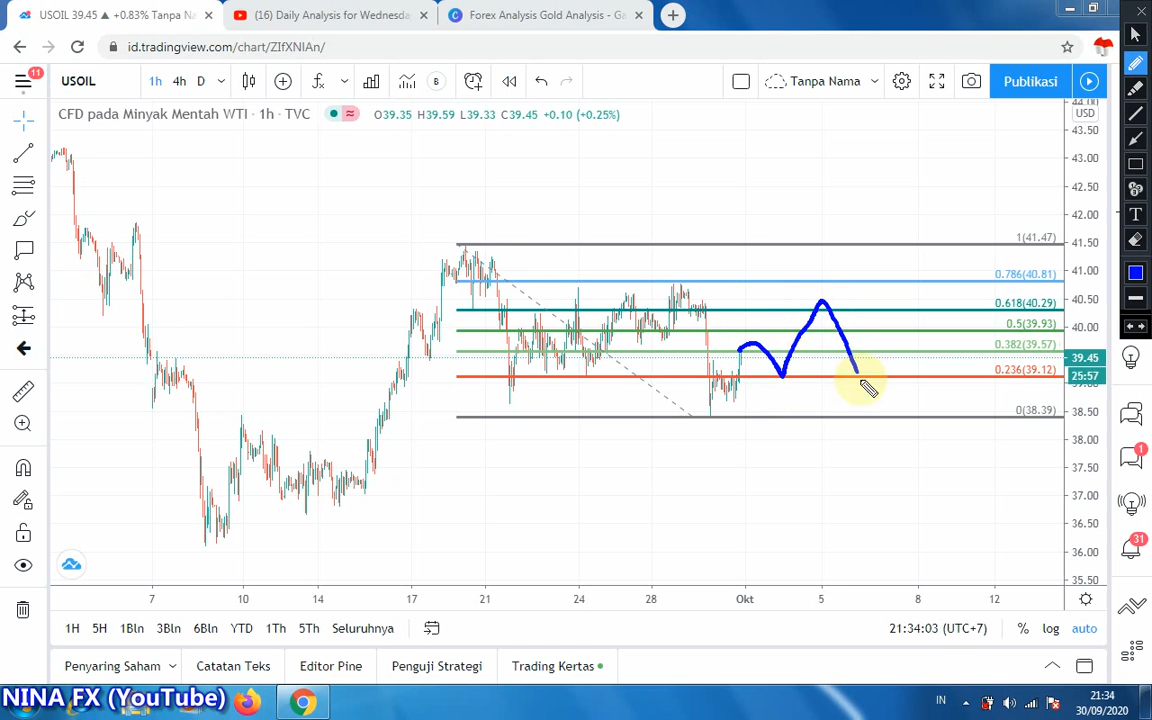 USOIL 39.45 ▲ +0.83% Tanpa Na
(16) Daily Analysis for Wednesda
Forex Analysis Gold Analysis - Ga
id.tradingview.com/chart/ZIfXNIAn/
11
USOIL
1h
4h
D
B
Tanpa Nama
Publikasi
CFD pada Minyak Mentah WTI · 1h · TVC
O39.35 H39.59 L39.33 C39.45 +0.10 (+0.25%)
44.00
USD
43.50
43.00
42.50
42.00
41.50
41.00
40.50
40.00
39.45
25:57
39.00
38.50
38.00
37.50
37.00
36.50
36.00
35.50
1(41.47)
0.786(40.81)
0.618(40.29)
0.5(39.93)
0.382(39.57)
0.236(39.12)
0(38.39)
7
10
14
17
21
24
28
Okt
5
8
12
1H 5H 1Bln 3Bln 6Bln YTD 1Th 5Th Seluruhnya
21:34:03 (UTC+7)
%
log
auto
Penyaring Saham
Catatan Teks
Editor Pine
Penguji Strategi
Trading Kertas
T
1
31
NINA FX (YouTube)
IN
21:34
30/09/2020